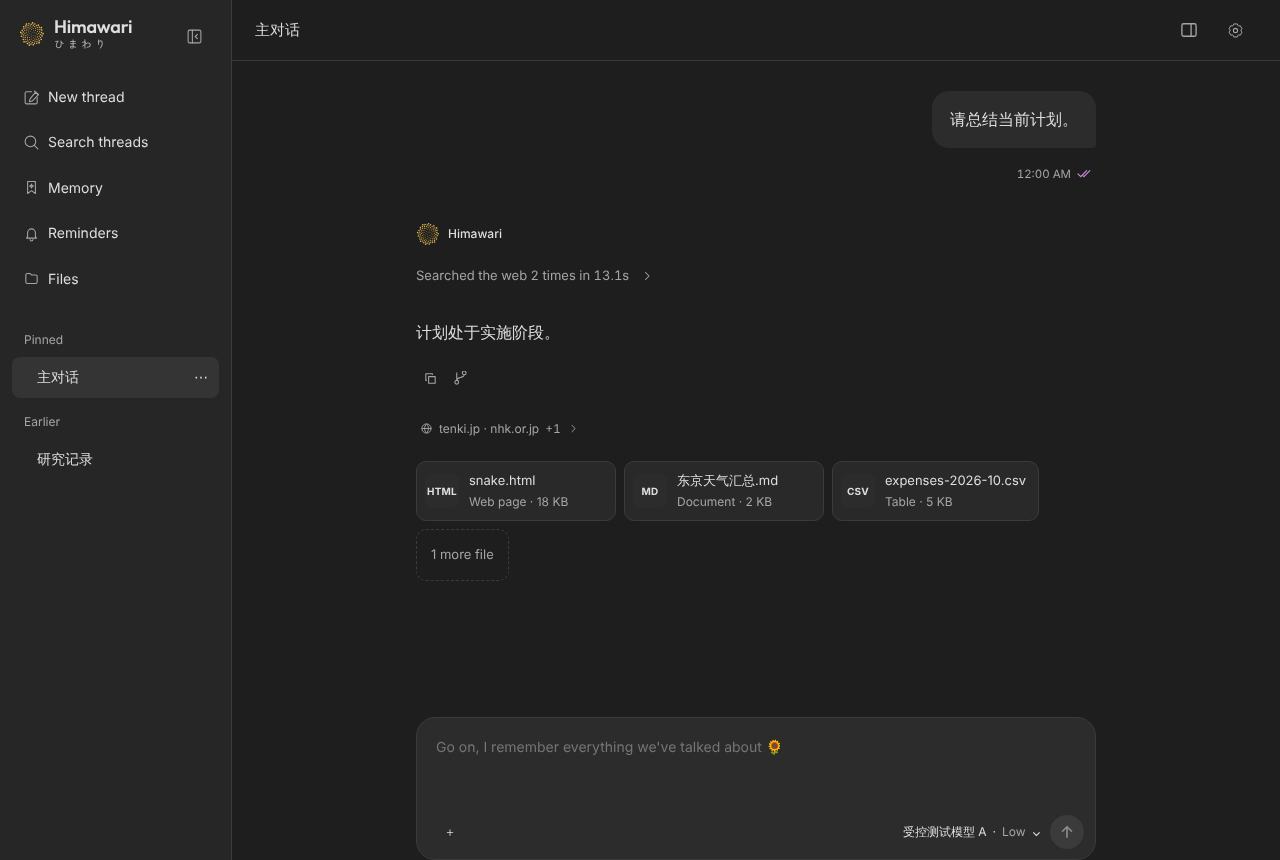 Himawari
ひまわり
New thread
Search threads
Memory
Reminders
Files
Pinned
主对话
Earlier
研究记录
主对话
请总结当前计划。
12:00 AM
Himawari
Searched the web 2 times in 13.1s
计划处于实施阶段。
tenki.jp · nhk.or.jp +1
HTML
snake.html
Web page · 18 KB
MD
东京天气汇总.md
Document · 2 KB
CSV
expenses-2026-10.csv
Table · 5 KB
1 more file
Go on, I remember everything we've talked about 🌻
+
受控测试模型 A · Low